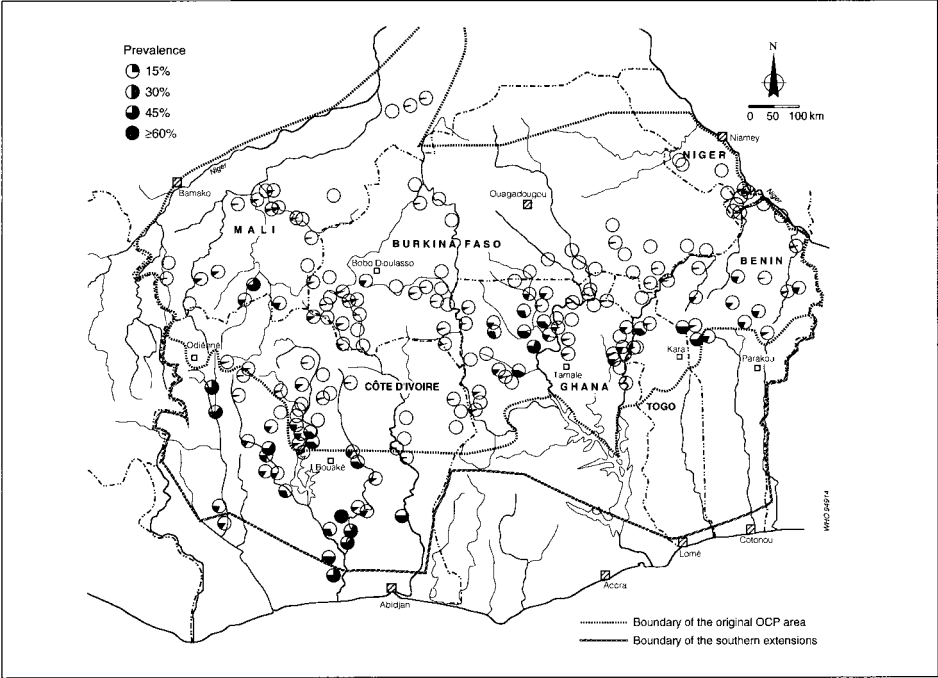 Prevalence
15%
30%
45%
≥60%
N
0 50 100 km
Niamey
NIGER
Niger
Bamako
Niger
Ouagadougou
MALI
BURKINA FASO
Bobo Dioulasso
BENIN
Odienné
Kara
Parakou
Tamale
CÔTE D'IVOIRE
GHANA
TOGO
Bouaké
WHO 94914
Cotonou
Lomé
Accra
Abidjan
Boundary of the original OCP area
Boundary of the southern extensions